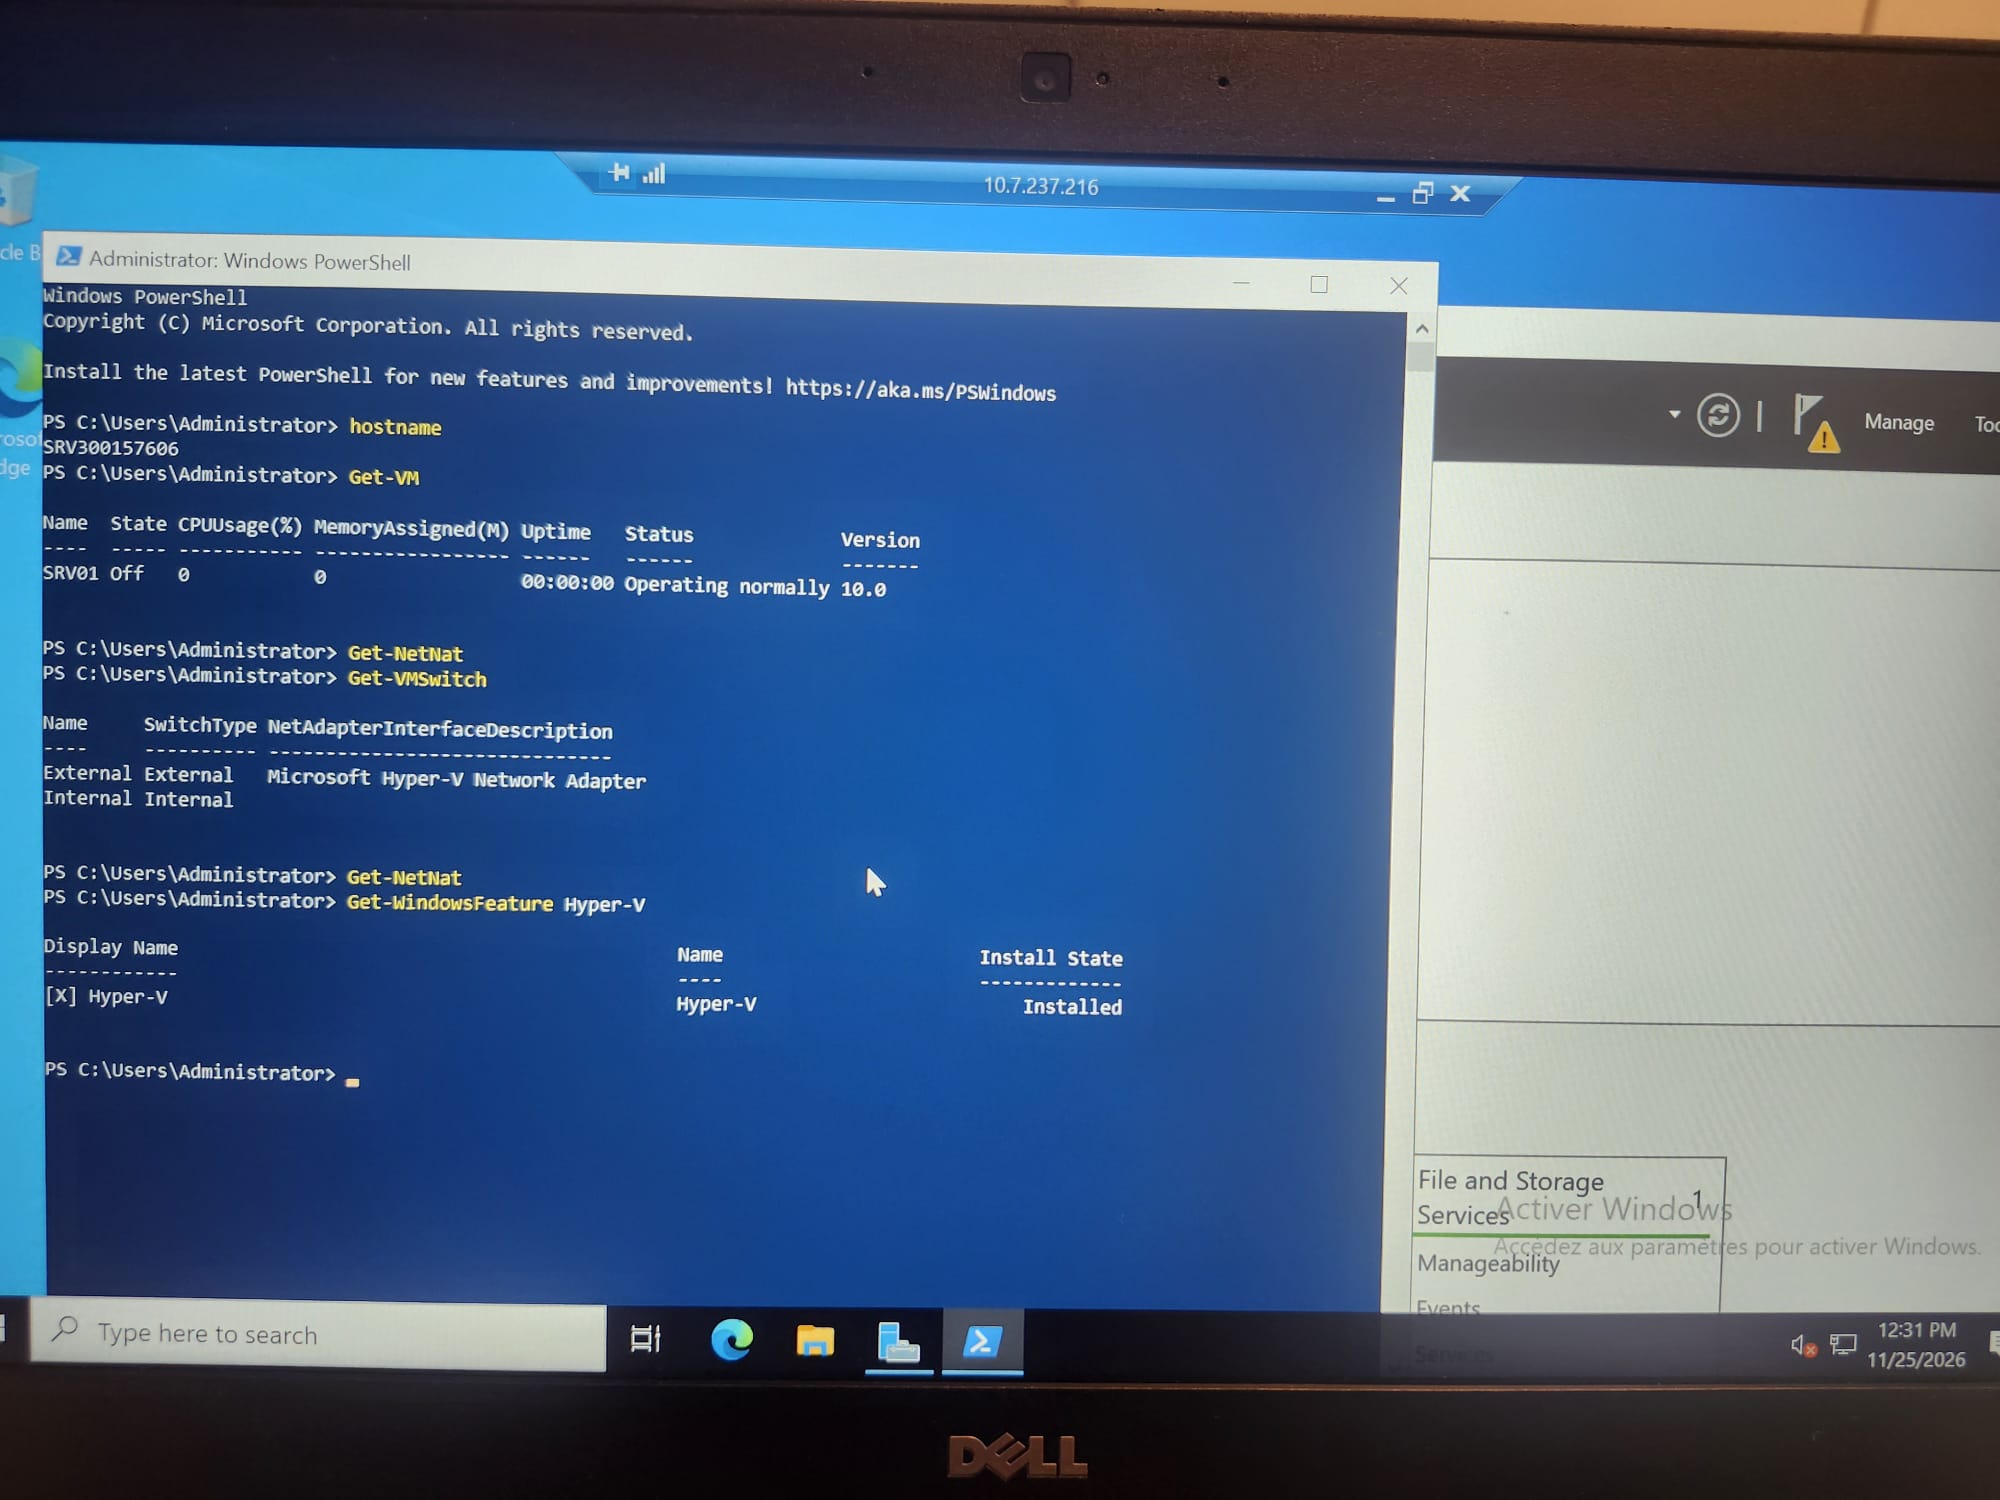 10.7.237.216
cle B
Administrator: Windows PowerShell
Windows PowerShell
Copyright (C) Microsoft Corporation. All rights reserved.
Install the latest PowerShell for new features and improvements! https://aka.ms/PSWindows
PS C:\Users\Administrator> hostname
SRV300157606
PS C:\Users\Administrator> Get-VM
Name State CPUUsage(%) MemoryAssigned(M) Uptime Status Version
---- ----- ----------- ----------------- ------ ------ -------
SRV01 Off 0 0 00:00:00 Operating normally 10.0
PS C:\Users\Administrator> Get-NetNat
PS C:\Users\Administrator> Get-VMSwitch
Name SwitchType NetAdapterInterfaceDescription
---- ---------- ------------------------------
External External Microsoft Hyper-V Network Adapter
Internal Internal
PS C:\Users\Administrator> Get-NetNat
PS C:\Users\Administrator> Get-WindowsFeature Hyper-V
Display Name Name Install State
------------ ---- -------------
[X] Hyper-V Hyper-V Installed
PS C:\Users\Administrator>
rosof
dge
Manage Too
File and Storage
Services 1
Activer Windows
Accédez aux paramètres pour activer Windows.
Manageability
Events
Services
Type here to search
12:31 PM
11/25/2026
DELL